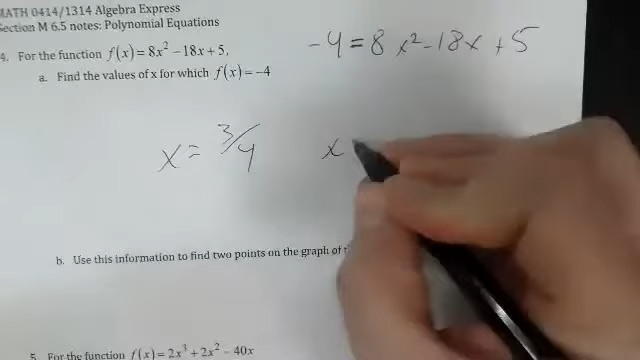 MATH 0414/1314 Algebra Express
Section M 6.5 notes: Polynomial Equations
4. For the function f(x) = 8x² − 18x + 5,
-4 = 8x² - 18x + 5
a. Find the values of x for which f(x) = −4
x = 3/4 x
b. Use this information to find two points on the graph of
5. For the function f(x) = 2x³ + 2x² − 40x